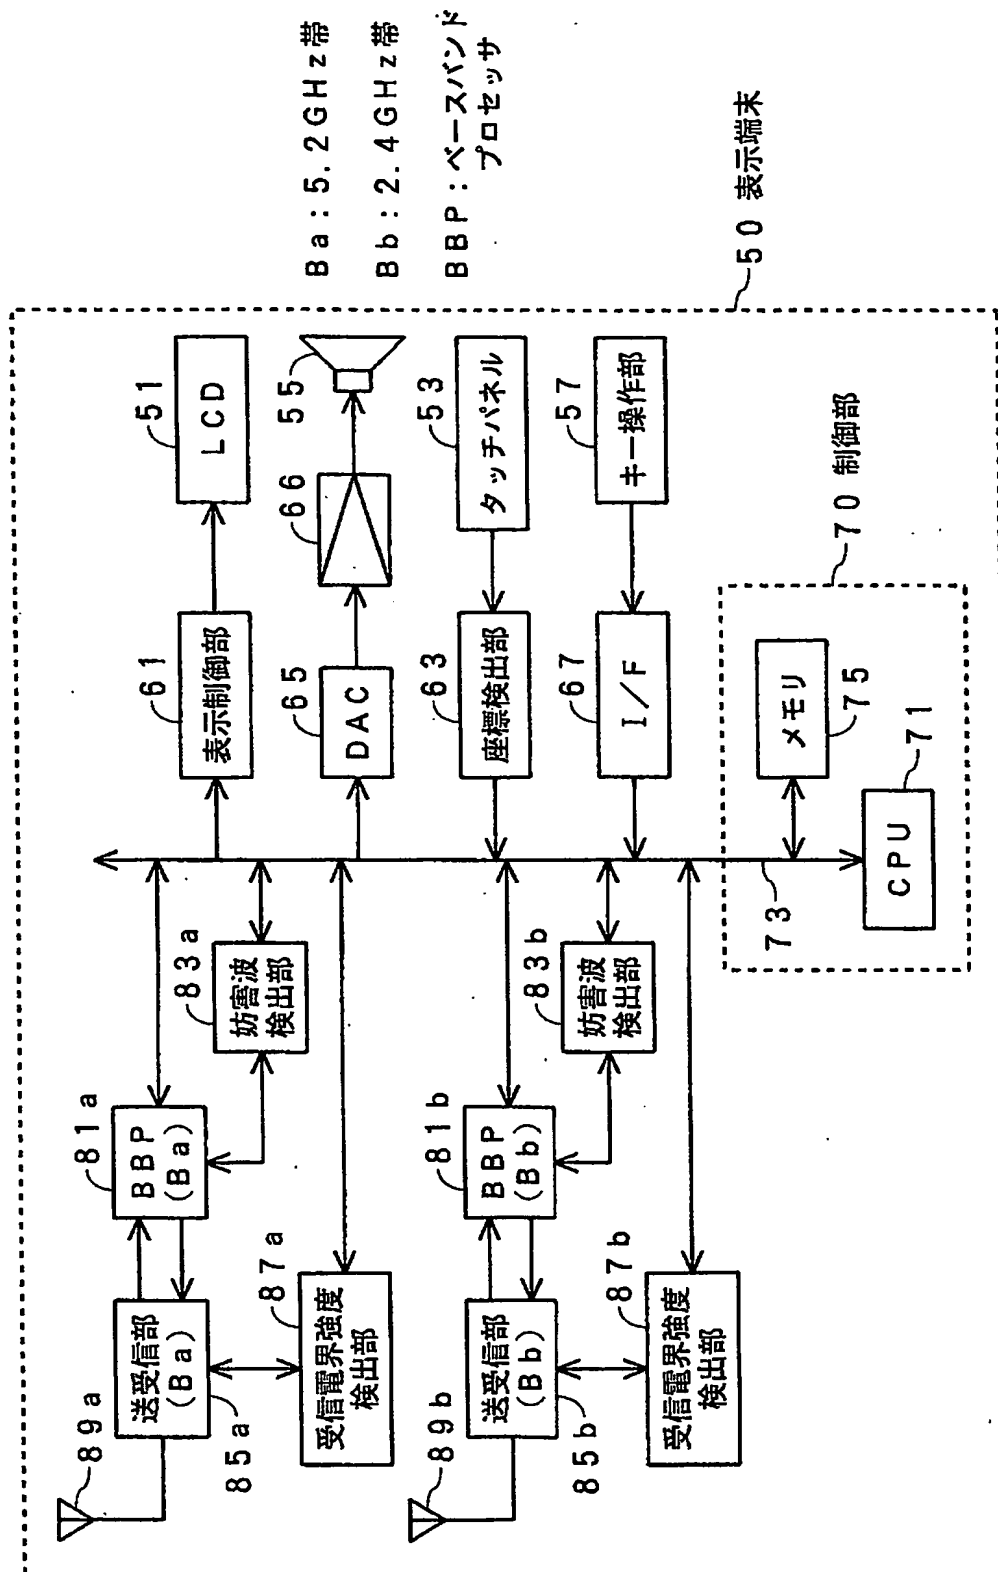 Ba：5．2GHz帯
Bb：2．4GHz帯
BBP：ベースバンド
プロセッサ
50 表示端末
89a
送受信部
(Ba)
85a
81a
BBP
(Ba)
83a
妨害波
検出部
87a
受信電界強度
検出部
61
表示制御部
51
LCD
65
DAC
66
55
89b
送受信部
(Bb)
85b
81b
BBP
(Bb)
83b
妨害波
検出部
87b
受信電界強度
検出部
63
座標検出部
53
タッチパネル
67
I/F
57
キー操作部
70 制御部
73
メモリ
75
CPU
71